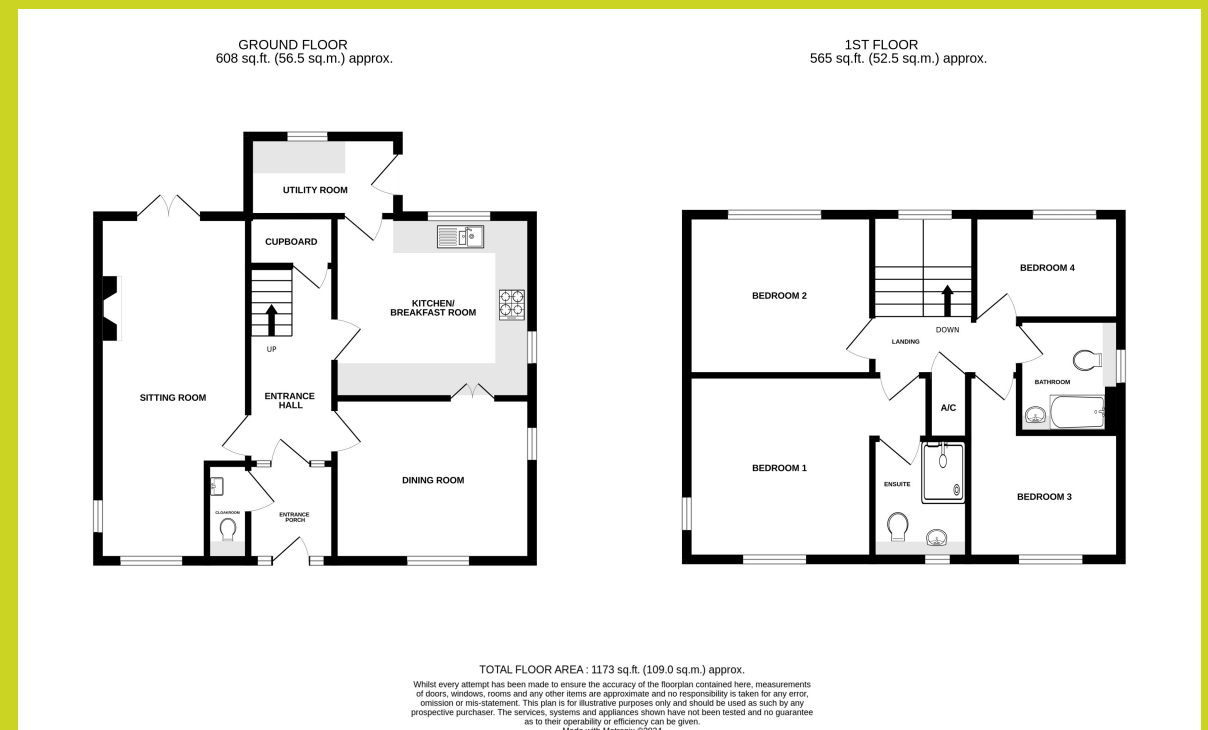 GROUND FLOOR
608 sq.ft. (56.5 sq.m.) approx.
1ST FLOOR
565 sq.ft. (52.5 sq.m.) approx.
UTILITY ROOM
CUPBOARD
KITCHEN/
BREAKFAST ROOM
UP
SITTING ROOM
ENTRANCE
HALL
DINING ROOM
CLOAKROOM
ENTRANCE
PORCH
BEDROOM 2
BEDROOM 4
DOWN
LANDING
BATHROOM
A/C
BEDROOM 1
ENSUITE
BEDROOM 3
TOTAL FLOOR AREA : 1173 sq.ft. (109.0 sq.m.) approx.
Whilst every attempt has been made to ensure the accuracy of the floorplan contained here, measurements
of doors, windows, rooms and any other items are approximate and no responsibility is taken for any error,
omission or mis-statement. This plan is for illustrative purposes only and should be used as such by any
prospective purchaser. The services, systems and appliances shown have not been tested and no guarantee
as to their operability or efficiency can be given.
Made with Metropix ©2024